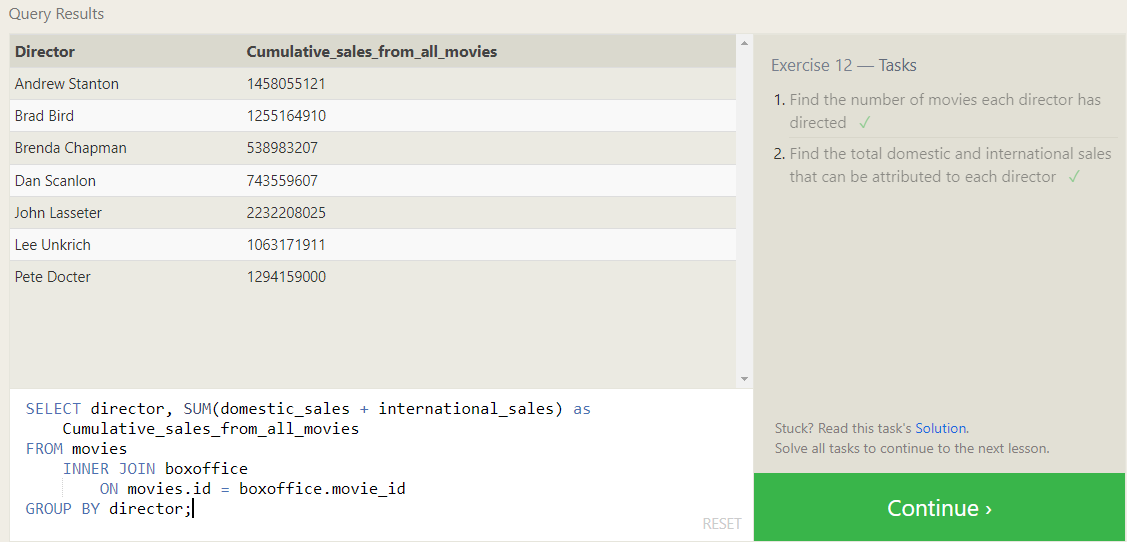 Query Results
Director Cumulative_sales_from_all_movies
Andrew Stanton 1458055121
Brad Bird 1255164910
Brenda Chapman 538983207
Dan Scanlon 743559607
John Lasseter 2232208025
Lee Unkrich 1063171911
Pete Docter 1294159000
SELECT director, SUM(domestic_sales + international_sales) as
Cumulative_sales_from_all_movies
FROM movies
INNER JOIN boxoffice
ON movies.id = boxoffice.movie_id
GROUP BY director;
RESET
Exercise 12 — Tasks
1. Find the number of movies each director has
directed ✓
2. Find the total domestic and international sales
that can be attributed to each director ✓
Stuck? Read this task's Solution.
Solve all tasks to continue to the next lesson.
Continue ›